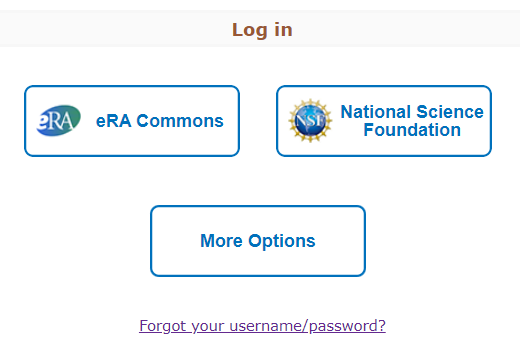 Log in
eRA
eRA Commons
NSF
National Science
Foundation
More Options
Forgot your username/password?